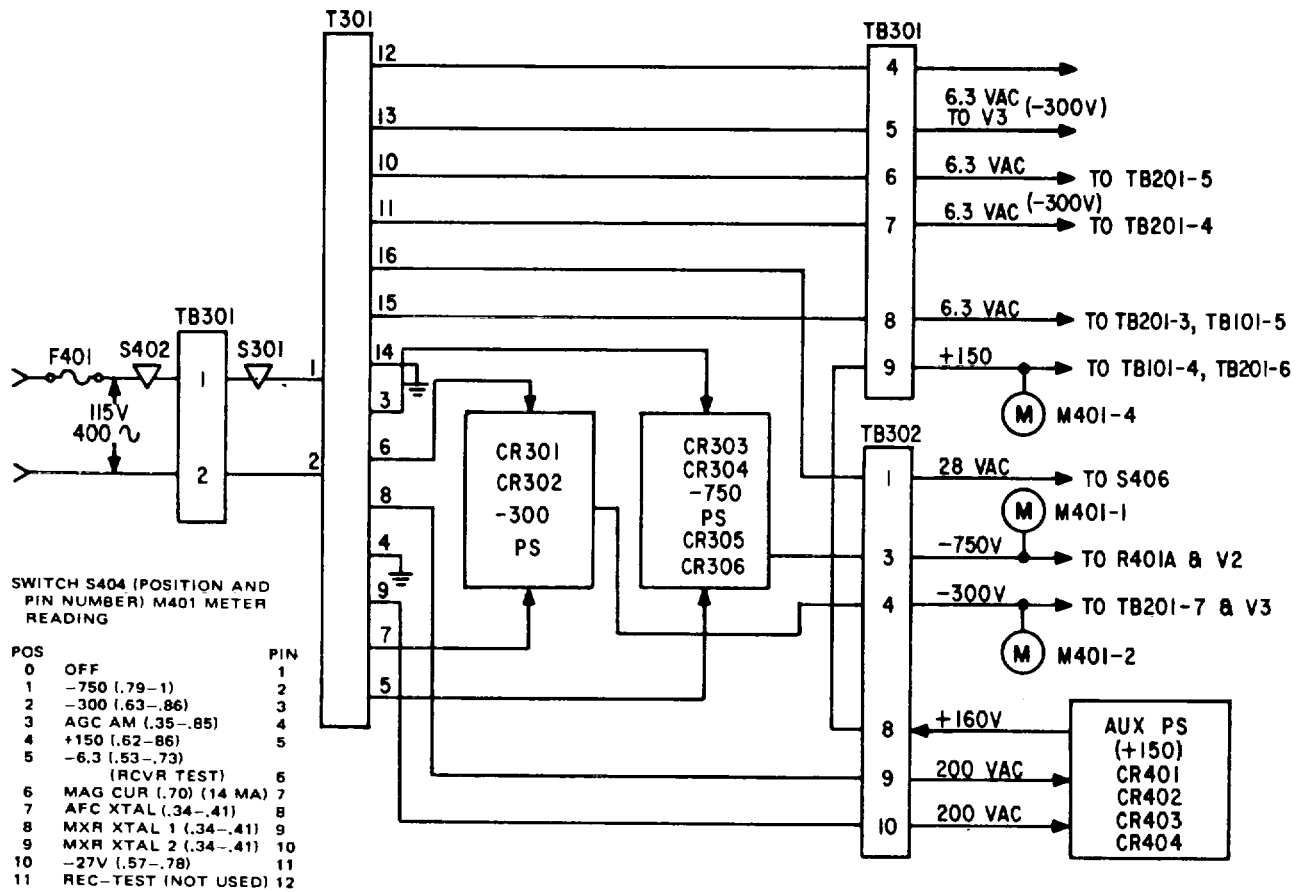 T301
TB301
12
4
13
6.3 VAC
TO V3 (-300V)
5
10
6
6.3 VAC
TO TB201-5
11
7
6.3 VAC (-300V)
TO TB201-4
16
15
8
6.3 VAC
TO TB201-3, TB101-5
TB301
F401
S402
S301
1
1
14
9
+150
TO TB101-4, TB201-6
115V
400 ∿
3
M
M401-4
2
2
6
CR301
CR302
-300
PS
CR303
CR304
-750
PS
CR305
CR306
TB302
1
28 VAC
TO S406
8
M
M401-1
4
3
-750V
TO R401A & V2
9
4
-300V
TO TB201-7 & V3
7
M
M401-2
5
8
+160V
AUX PS
(+150)
CR401
CR402
CR403
CR404
9
200 VAC
10
200 VAC
SWITCH S404 (POSITION AND
PIN NUMBER) M401 METER
READING
POS PIN
0 OFF 1
1 -750 (.79-1) 2
2 -300 (.63-.86) 3
3 AGC AM (.35-.85) 4
4 +150 (.62-86) 5
5 -6.3 (.53-.73)
(RCVR TEST) 6
6 MAG CUR (.70) (14 MA) 7
7 AFC XTAL (.34-.41) 8
8 MXR XTAL 1 (.34-.41) 9
9 MXR XTAL 2 (.34-.41) 10
10 -27V (.57-.78) 11
11 REC-TEST (NOT USED) 12